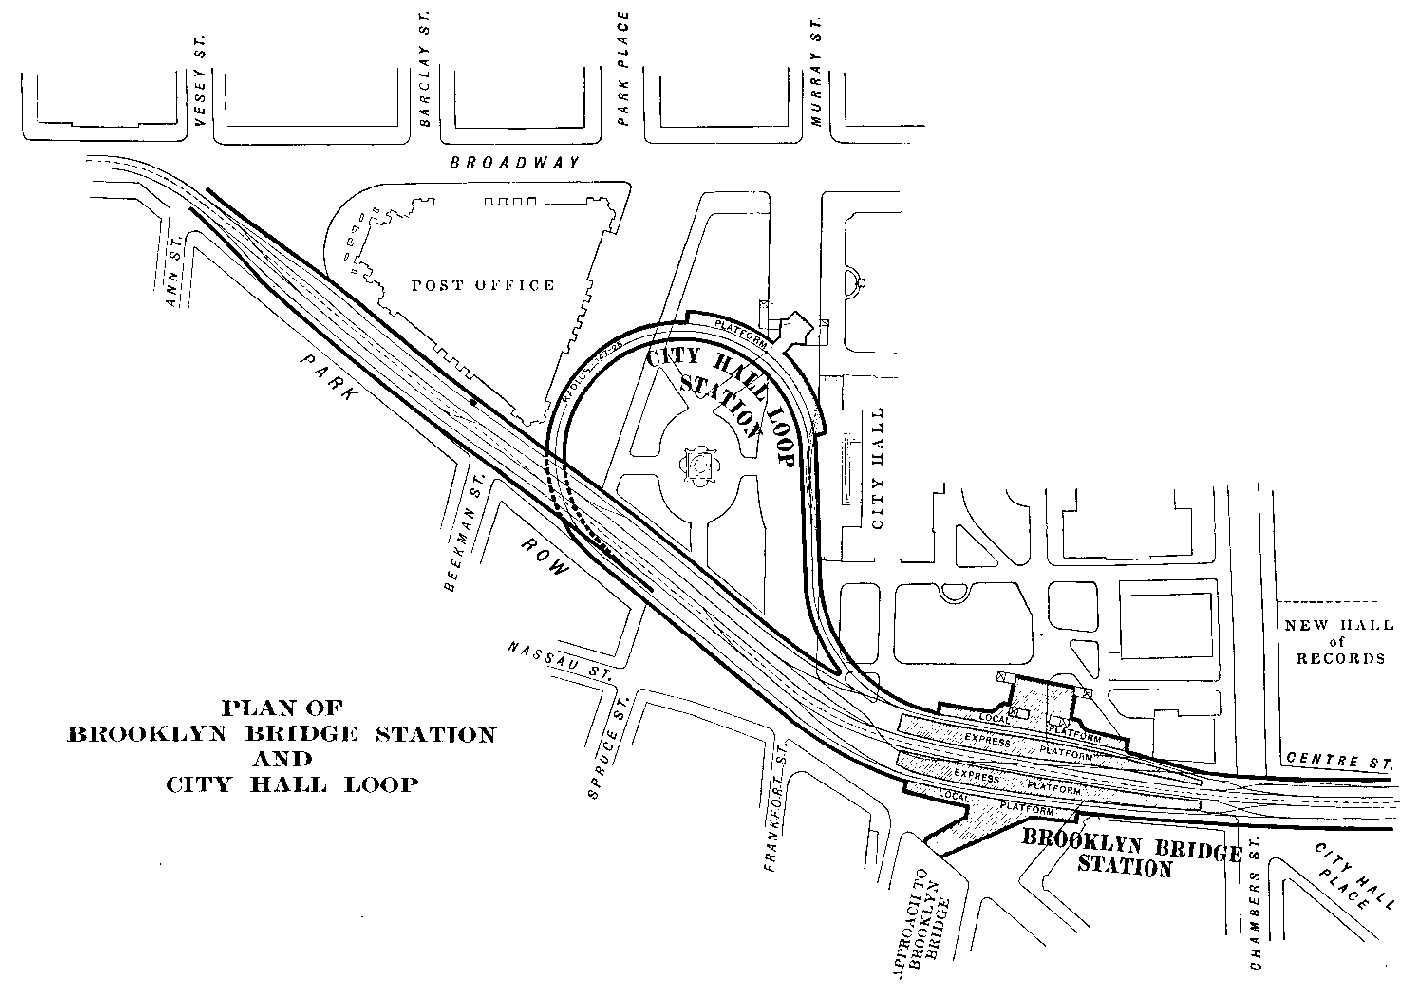 VESEY ST.
BARCLAY ST.
PARK PLACE
MURRAY ST.
BROADWAY
ANN ST.
POST OFFICE
PARK
ROW
PLATFORM
CITY HALL LOOP
STATION
CITY HALL
BEEKMAN ST.
NASSAU ST.
SPRUCE ST.
FRANKFORT ST.
NEW HALL
of
RECORDS
PLAN OF
BROOKLYN BRIDGE STATION
AND
CITY HALL LOOP
LOCAL PLATFORM
EXPRESS PLATFORM
EXPRESS PLATFORM
LOCAL PLATFORM
CENTRE ST.
BROOKLYN BRIDGE
STATION
CHAMBERS ST.
CITY HALL
PLACE
APPROACH TO
BROOKLYN
BRIDGE